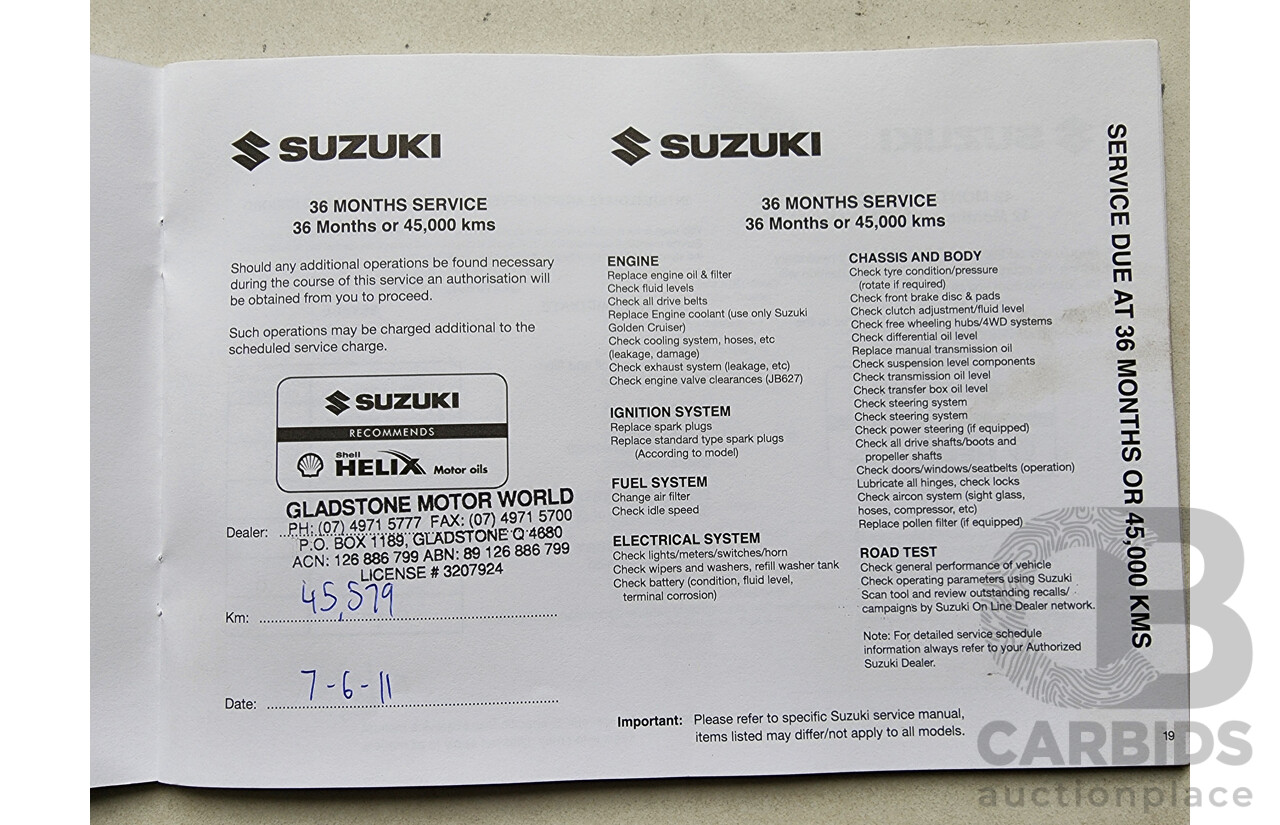 SUZUKI
36 MONTHS SERVICE
36 Months or 45,000 kms
Should any additional operations be found necessary
during the course of this service an authorisation will
be obtained from you to proceed.
Such operations may be charged additional to the
scheduled service charge.
SUZUKI
RECOMMENDS
Shell
HELIX Motor oils
GLADSTONE MOTOR WORLD
Dealer: PH: (07) 4971 5777 FAX: (07) 4971 5700
P.O. BOX 1189, GLADSTONE Q 4680
ACN: 126 886 799 ABN: 89 126 886 799
LICENSE # 3207924
Km: 45,579
Date: 7-6-11
SUZUKI
36 MONTHS SERVICE
36 Months or 45,000 kms
ENGINE
Replace engine oil & filter
Check fluid levels
Check all drive belts
Replace Engine coolant (use only Suzuki
Golden Cruiser)
Check cooling system, hoses, etc
(leakage, damage)
Check exhaust system (leakage, etc)
Check engine valve clearances (JB627)
IGNITION SYSTEM
Replace spark plugs
Replace standard type spark plugs
(According to model)
FUEL SYSTEM
Change air filter
Check idle speed
ELECTRICAL SYSTEM
Check lights/meters/switches/horn
Check wipers and washers, refill washer tank
Check battery (condition, fluid level,
terminal corrosion)
CHASSIS AND BODY
Check tyre condition/pressure
(rotate if required)
Check front brake disc & pads
Check clutch adjustment/fluid level
Check free wheeling hubs/4WD systems
Check differential oil level
Replace manual transmission oil
Check suspension level components
Check transmission oil level
Check transfer box oil level
Check steering system
Check steering system
Check power steering (if equipped)
Check all drive shafts/boots and
propeller shafts
Check doors/windows/seatbelts (operation)
Lubricate all hinges, check locks
Check aircon system (sight glass,
hoses, compressor, etc)
Replace pollen filter (if equipped)
ROAD TEST
Check general performance of vehicle
Check operating parameters using Suzuki
Scan tool and review outstanding recalls/
campaigns by Suzuki On Line Dealer network.
Note: For detailed service schedule
information always refer to your Authorized
Suzuki Dealer.
Important: Please refer to specific Suzuki service manual,
items listed may differ/not apply to all models.
SERVICE DUE AT 36 MONTHS OR 45,000 KMS
19
CB
CARBIDS
auctionplace